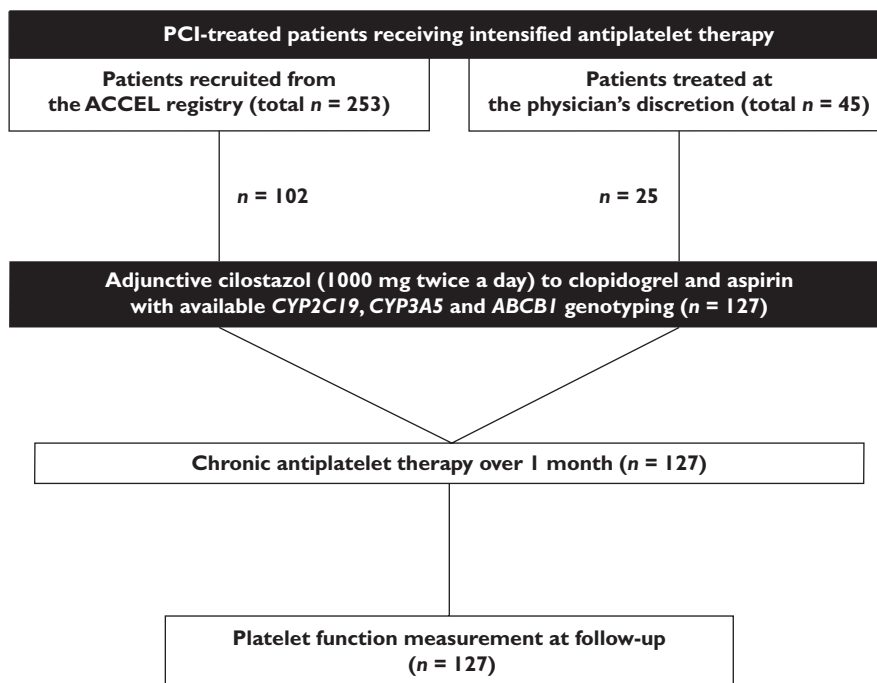 PCI-treated patients receiving intensified antiplatelet therapy
Patients recruited from
the ACCEL registry (total n = 253)
Patients treated at
the physician's discretion (total n = 45)
n = 102
n = 25
Adjunctive cilostazol (1000 mg twice a day) to clopidogrel and aspirin
with available CYP2C19, CYP3A5 and ABCB1 genotyping (n = 127)
Chronic antiplatelet therapy over 1 month (n = 127)
Platelet function measurement at follow-up
(n = 127)